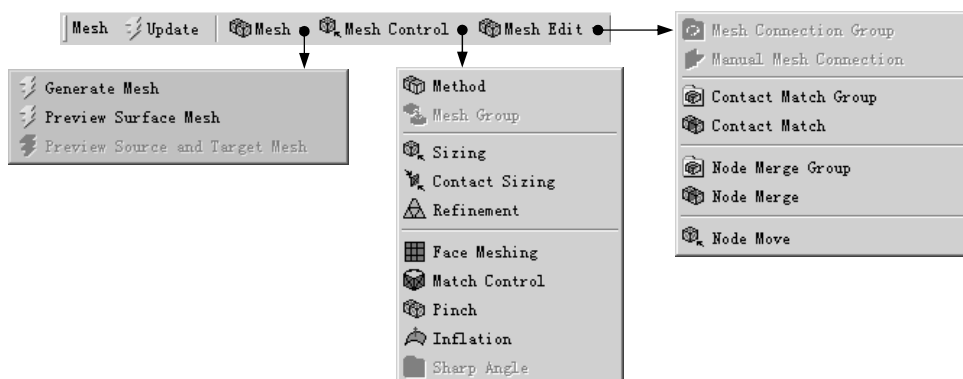 Mesh Update Mesh Mesh Control Mesh Edit
Generate Mesh
Preview Surface Mesh
Preview Source and Target Mesh
Method
Mesh Group
Sizing
Contact Sizing
Refinement
Face Meshing
Match Control
Pinch
Inflation
Sharp Angle
Mesh Connection Group
Manual Mesh Connection
Contact Match Group
Contact Match
Node Merge Group
Node Merge
Node Move